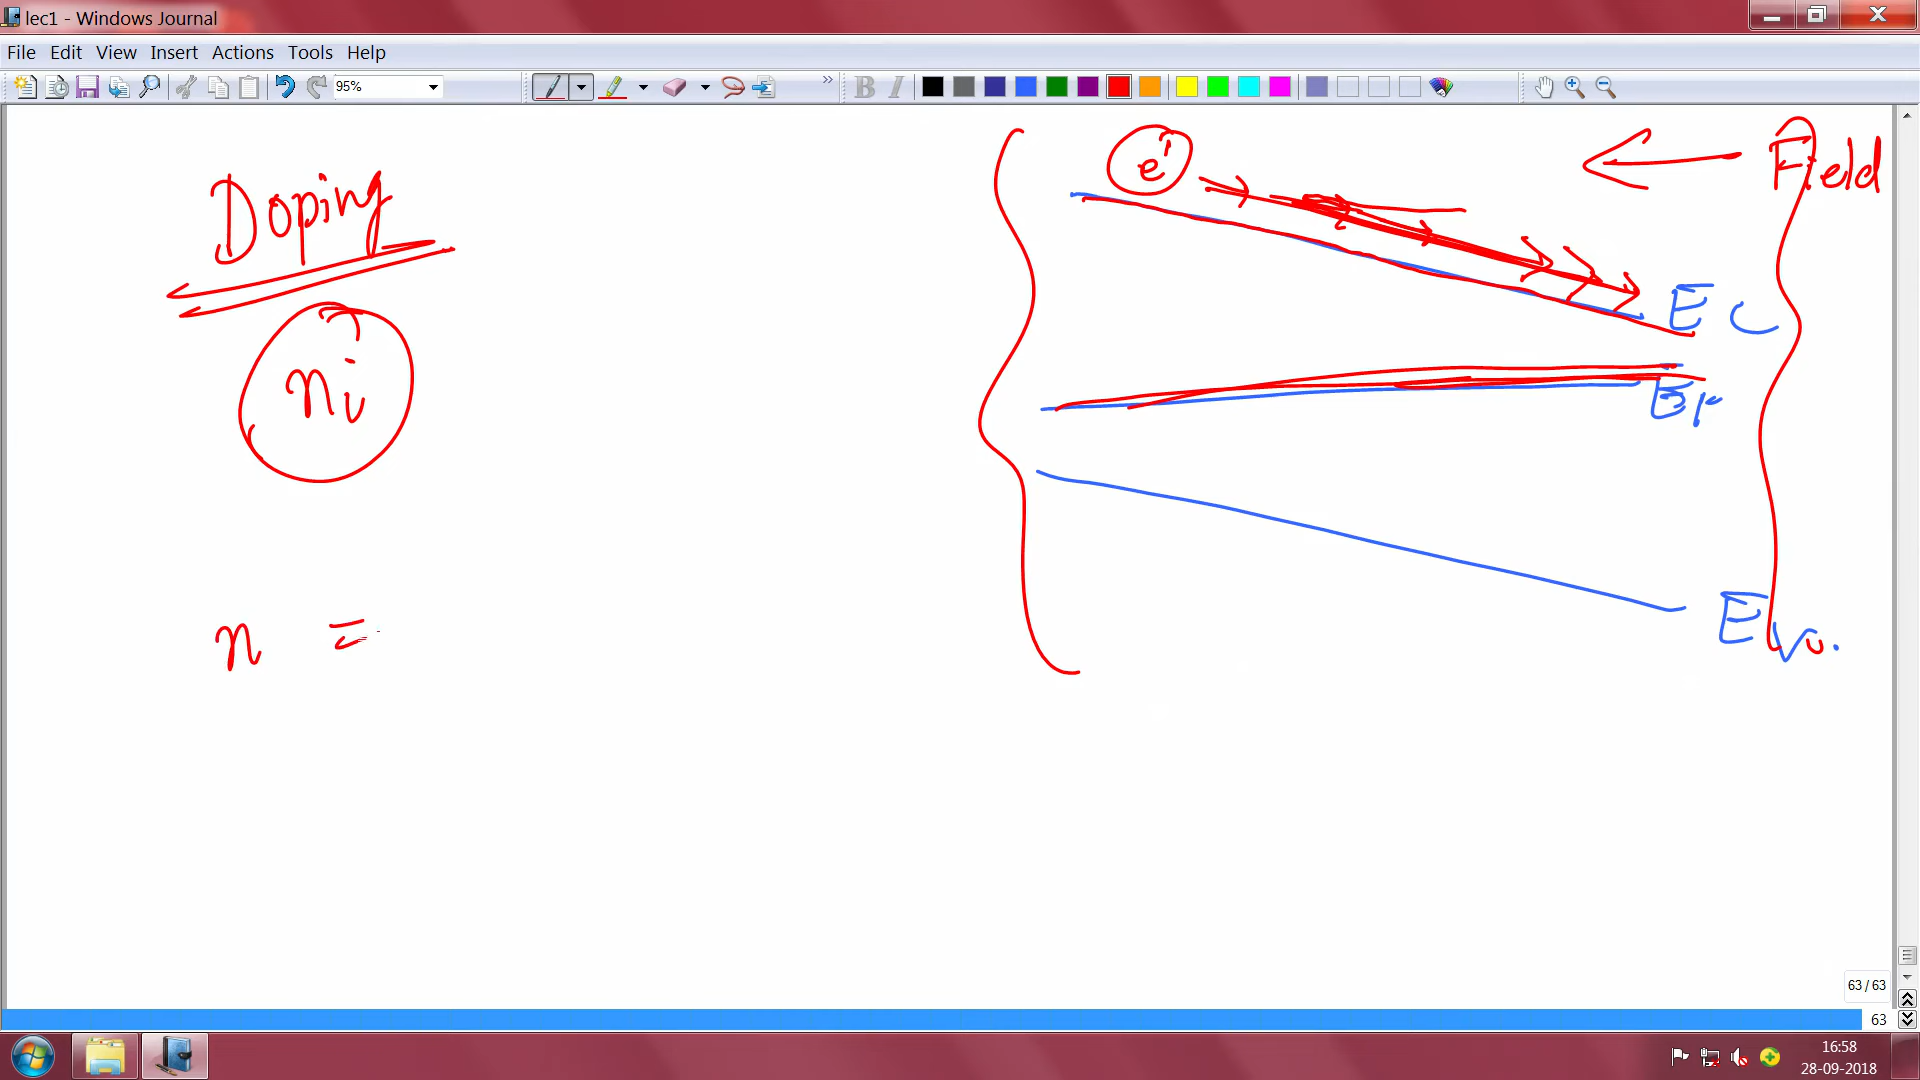 lec1 - Windows Journal
File Edit View Insert Actions Tools Help
95%
B I
Doping
ni
n =
e
Field
Ec
Ev.
63 / 63
63
16:58
28-09-2018